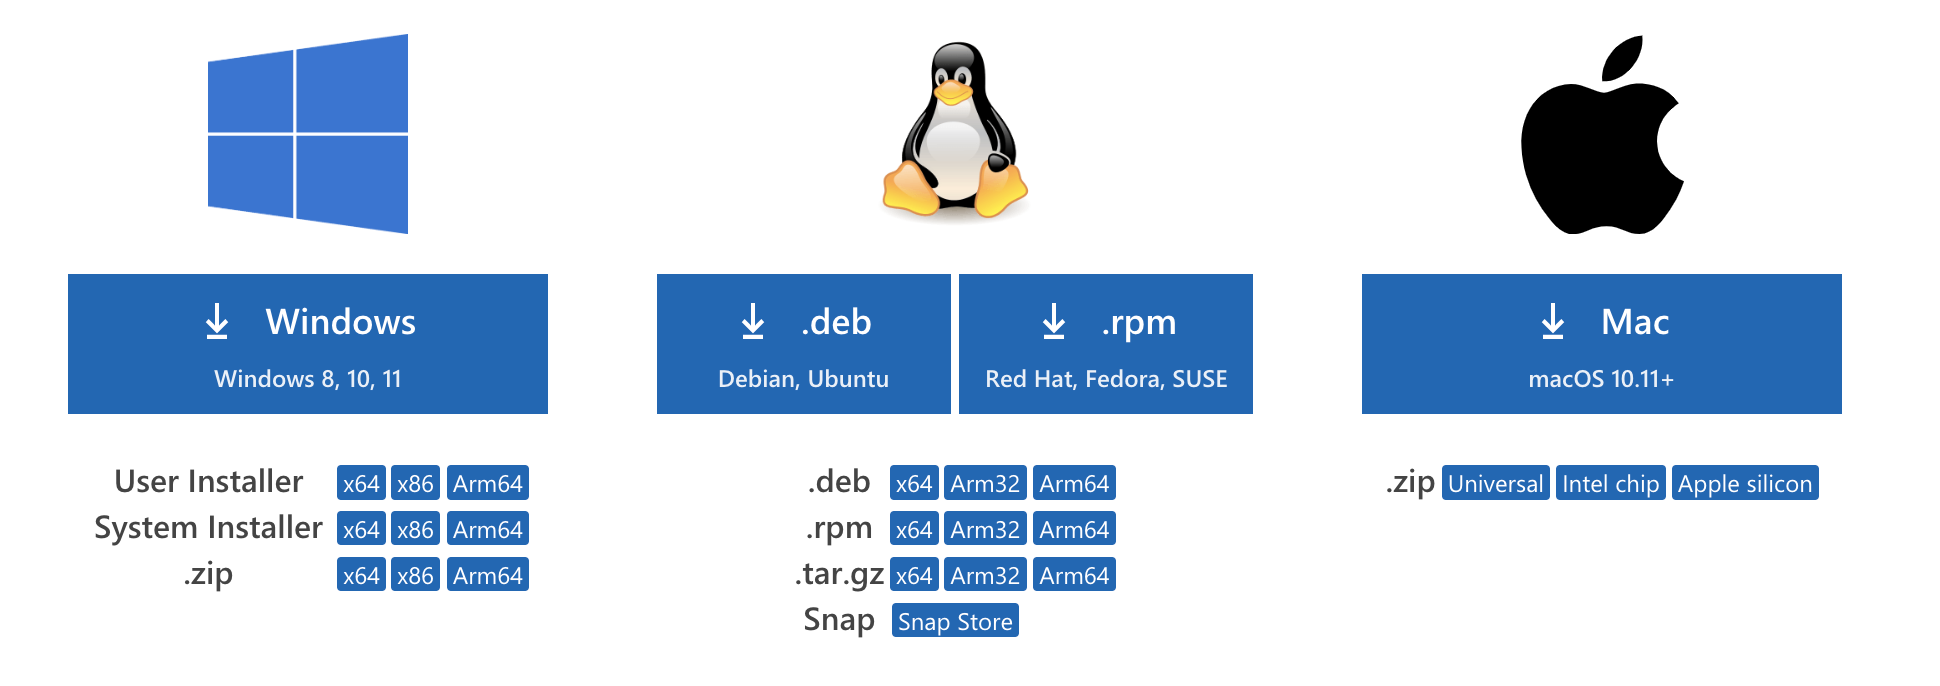 Windows
Windows 8, 10, 11
User Installer x64 x86 Arm64
System Installer x64 x86 Arm64
.zip x64 x86 Arm64
.deb
Debian, Ubuntu
.rpm
Red Hat, Fedora, SUSE
.deb x64 Arm32 Arm64
.rpm x64 Arm32 Arm64
.tar.gz x64 Arm32 Arm64
Snap Snap Store
Mac
macOS 10.11+
.zip Universal Intel chip Apple silicon